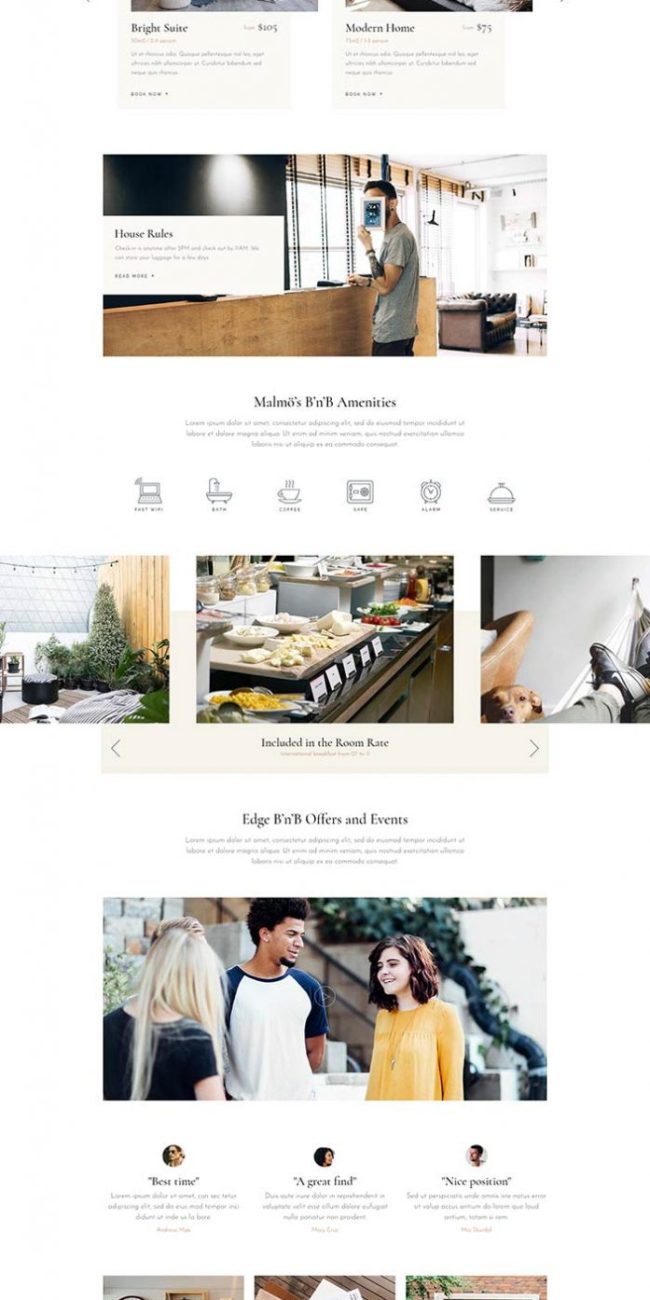 Bright Suite
from $105
50M2 / 2-4 person
Ut et rhoncus odio. Quisque pellentesque nisl leo, eget
ultricies nibh ullamcorper ut. Curabitur bibendum sed
neque quis rhoncus.
BOOK NOW
Modern Home
from $75
75M2 / 1-3 person
Ut et rhoncus odio. Quisque pellentesque nisl leo, eget
ultricies nibh ullamcorper ut. Curabitur bibendum sed
neque quis rhoncus.
BOOK NOW
House Rules
Check-in is anytime after 3PM and check out by 11AM. We
can store your luggage for a few days
READ MORE
Malmö's B'n'B Amenities
Lorem ipsum dolor sit amet, consectetur adipiscing elit, sed do eiusmod tempor incididunt ut
labore et dolore magna aliqua. Ut enim ad minim veniam, quis nostrud exercitation ullamco
laboris nisi ut aliquip ex ea commodo consequat.
FAST WIFI BATH COFFEE SAFE ALARM SERVICE
Included in the Room Rate
International breakfast from 07 to 11
Edge B'n'B Offers and Events
Lorem ipsum dolor sit amet, consectetur adipiscing elit, sed do eiusmod tempor incididunt ut
labore et dolore magna aliqua. Ut enim ad minim veniam, quis nostrud exercitation ullamco
laboris nisi ut aliquip ex ea commodo consequat.
"Best time"
Lorem ipsum dolor sit amet, con sec tetur
adipiscing elit, sed do eius mod tempor inci
didunt ut inde us la bore
"A great find"
Duis aute irure dolor in reprehenderit in
voluptate velit esse cillum dolore eufugiat
nulla pariatur non proident.
Mary Cruz
"Nice position"
Sed ut perspiciatis unde omnis iste natus error
sit volup accus antium do lorem que laud
antium, totam si rem.